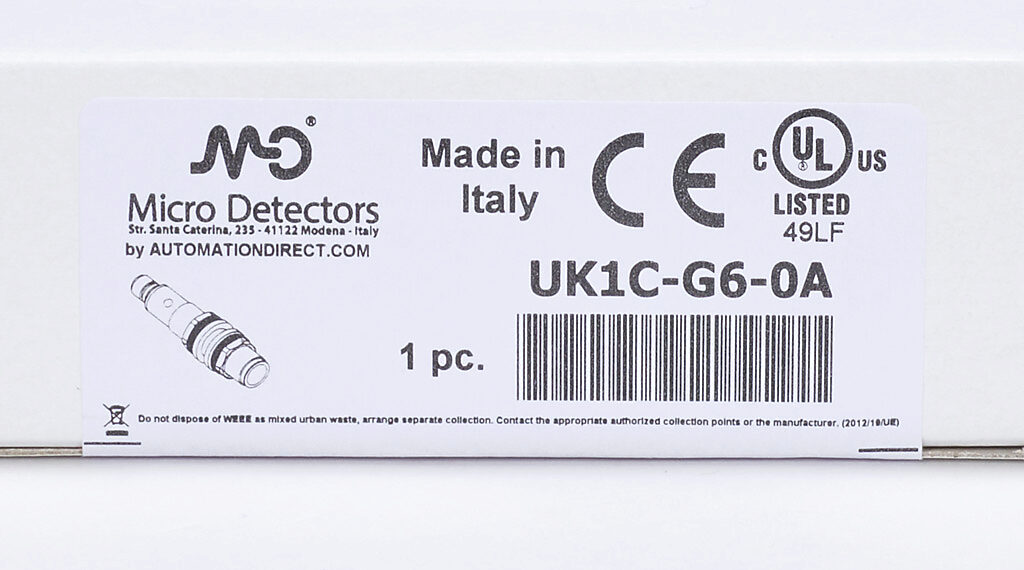 MD®
Micro Detectors
Str. Santa Caterina, 235 - 41122 Modena - Italy
by AUTOMATIONDIRECT.COM
Made in
Italy
CE
C UL US
LISTED
49LF
UK1C-G6-0A
1 pc.
Do not dispose of WEEE as mixed urban waste, arrange separate collection. Contact the appropriate authorized collection points or the manufacturer. (2012/19/UE)